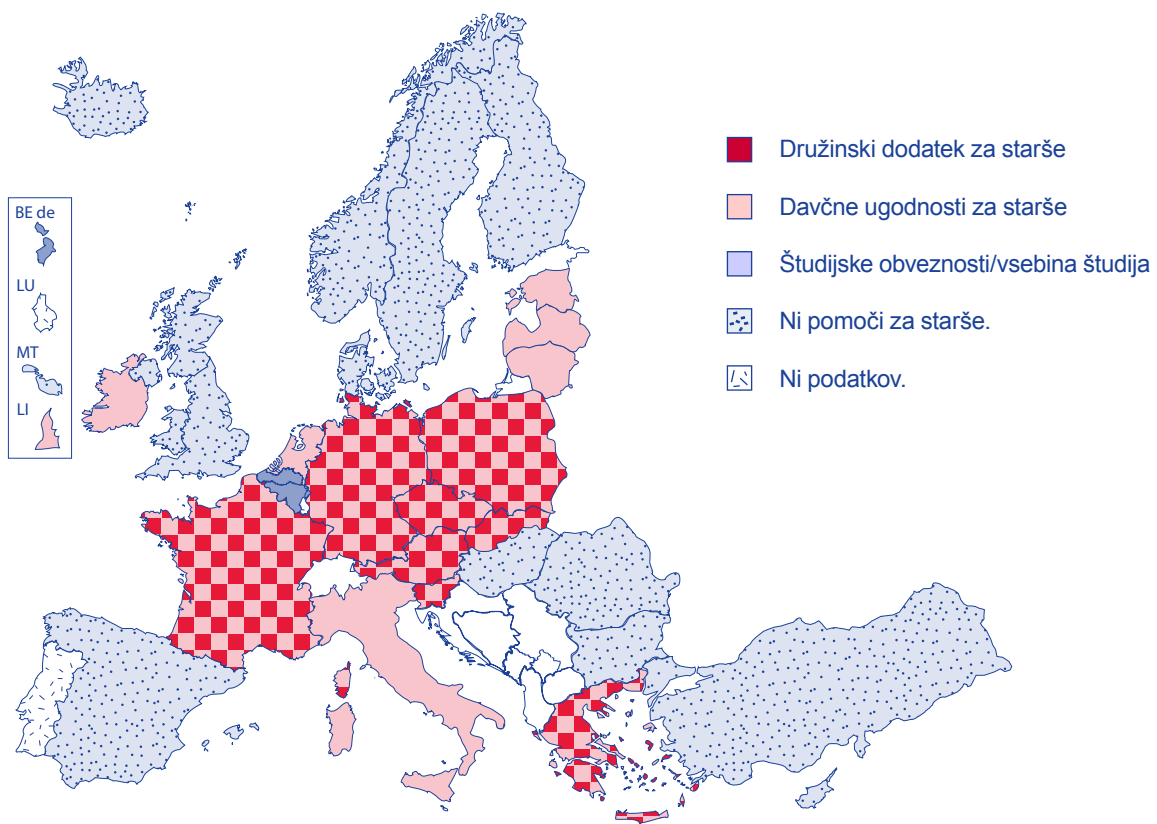 BE de
LU
MT
LI
Družinski dodatek za starše
Davčne ugodnosti za starše
Študijske obveznosti/vsebina študija
Ni pomoči za starše.
Ni podatkov.